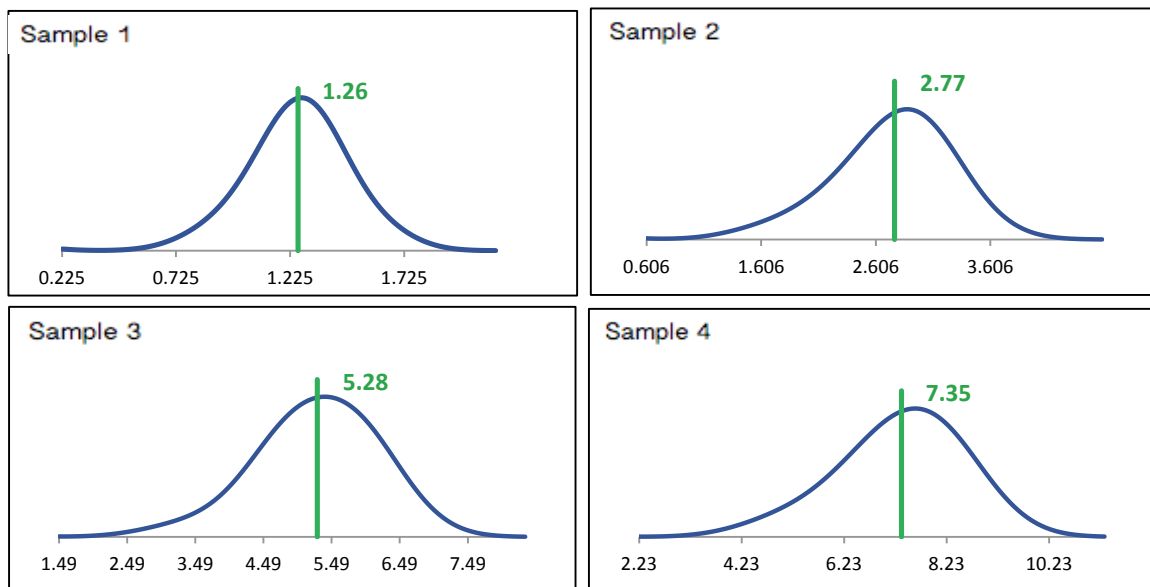 Sample 1
1.26
0.225 0.725 1.225 1.725
Sample 2
2.77
0.606 1.606 2.606 3.606
Sample 3
5.28
1.49 2.49 3.49 4.49 5.49 6.49 7.49
Sample 4
7.35
2.23 4.23 6.23 8.23 10.23